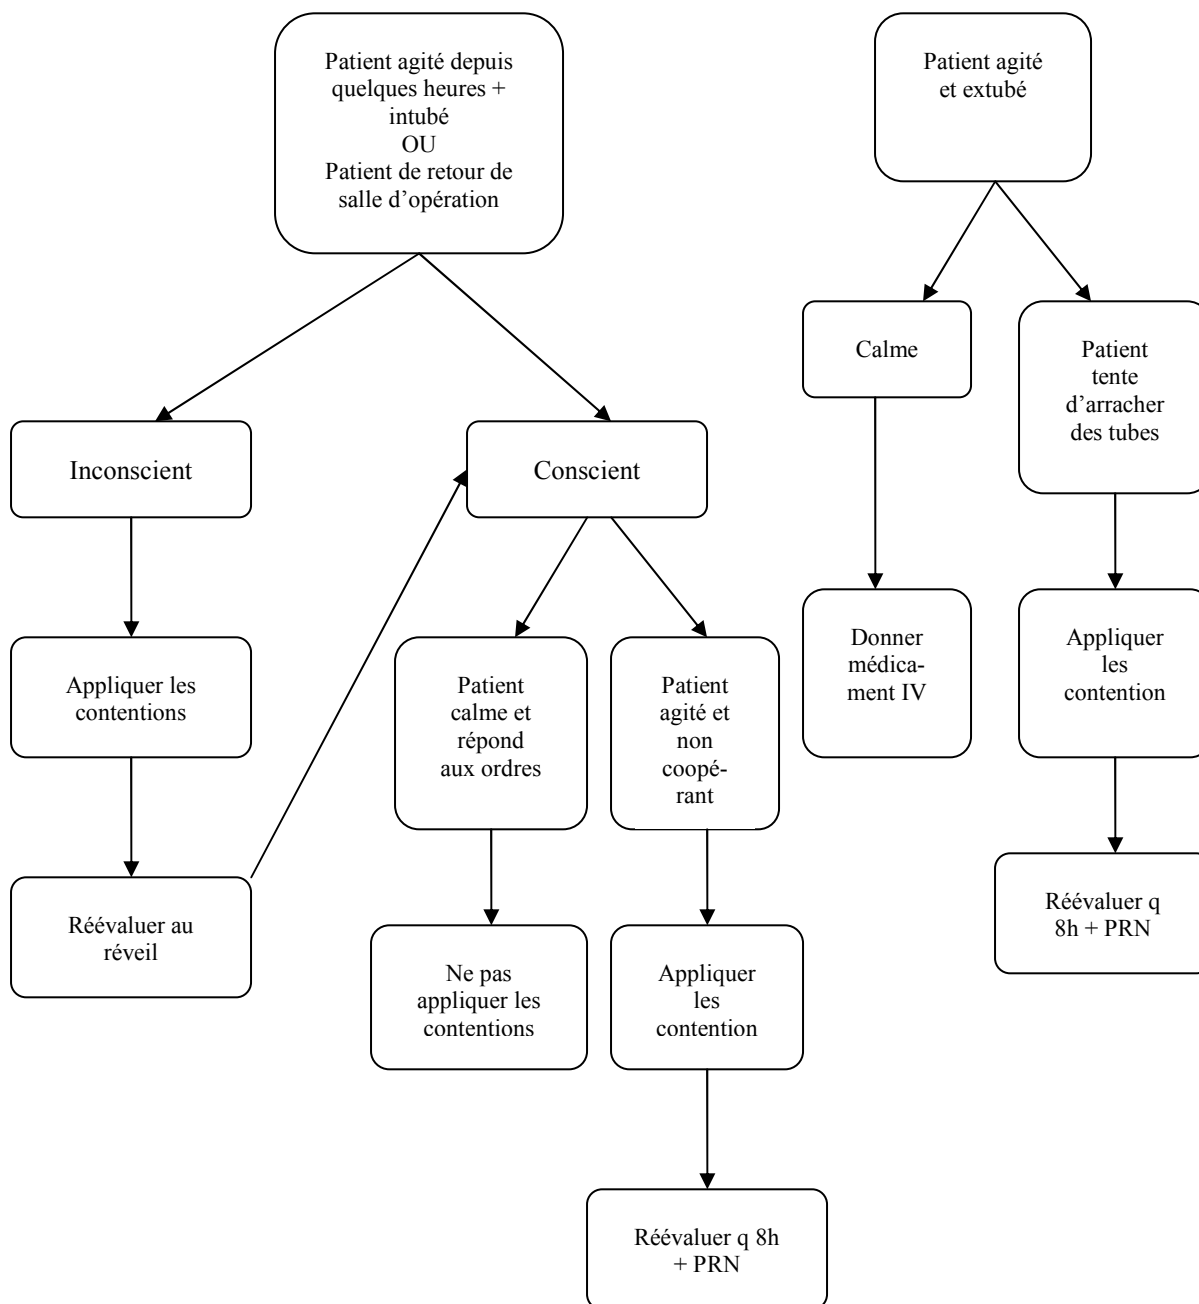 Patient agité depuis
quelques heures +
intubé
OU
Patient de retour de
salle d'opération
Patient agité
et extubé
Calme
Patient
tente
d'arracher
des tubes
Inconscient
Conscient
Donner
médica-
ment IV
Appliquer
les
contention
Appliquer les
contentions
Patient
calme et
répond
aux ordres
Patient
agité et
non
coopé-
rant
Réévaluer q
8h + PRN
Réévaluer au
réveil
Ne pas
appliquer les
contentions
Appliquer
les
contention
Réévaluer q 8h
+ PRN